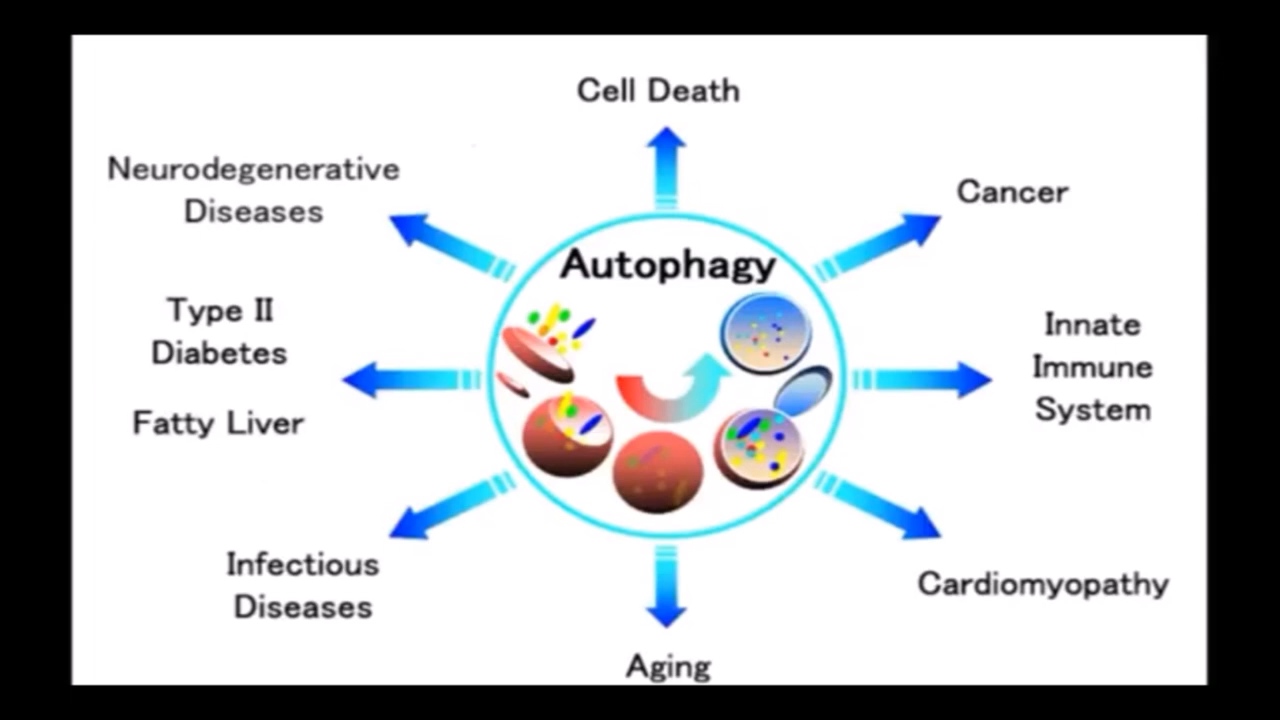 Cell Death
Neurodegenerative
Diseases
Cancer
Autophagy
Type II
Diabetes
Fatty Liver
Innate
Immune
System
Infectious
Diseases
Cardiomyopathy
Aging